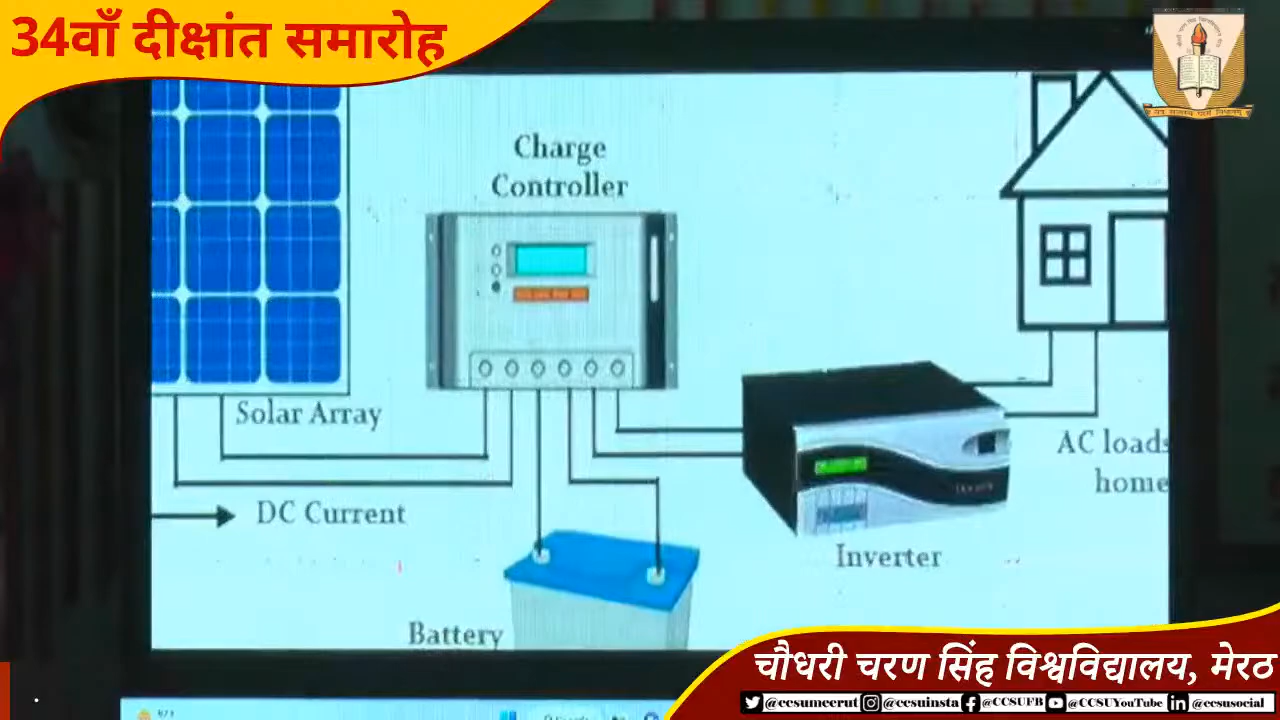 34वाँ दीक्षांत समारोह
Charge
Controller
Solar Array
DC Current
AC loads
home
Inverter
Battery
चौधरी चरण सिंह विश्वविद्यालय, मेरठ
@ccsumeerut @ccsuinsta @CCSUFB @CCSUYouTube @ccsusocial